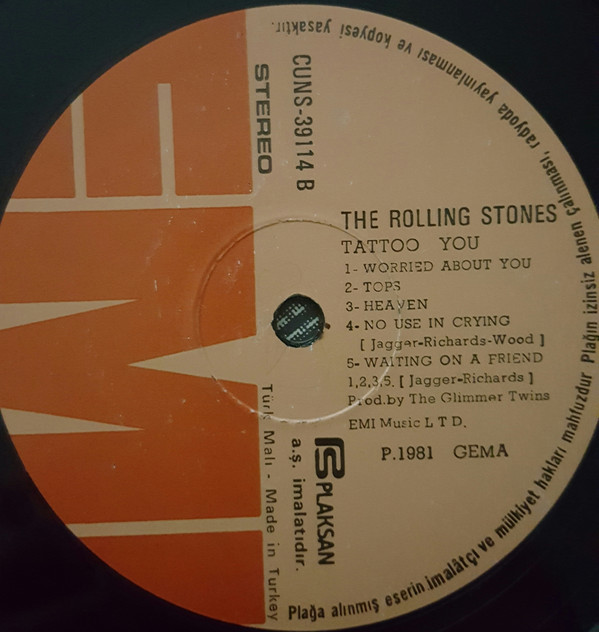 EMI
STEREO
CUNS-39114 B
THE ROLLING STONES
TATTOO YOU
1- WORRIED ABOUT YOU
2- TOPS
3- HEAVEN
4- NO USE IN CRYING
[ Jagger-Richards-Wood ]
5- WAITING ON A FRIEND
1,2,3,5. [ Jagger-Richards ]
Prod.by The Glimmer Twins
EMI Music L T D.
P.1981 GEMA
PLAKSAN
a.ş. imalatıdır.
Türk Malı - Made in Turkey
Plağa alınmış eserin imalâtçı ve mülkiyet hakları mahfuzdur Plağın izinsiz alenen çalınması, radyoda yayınlanması ve kopyesi yasaktır.